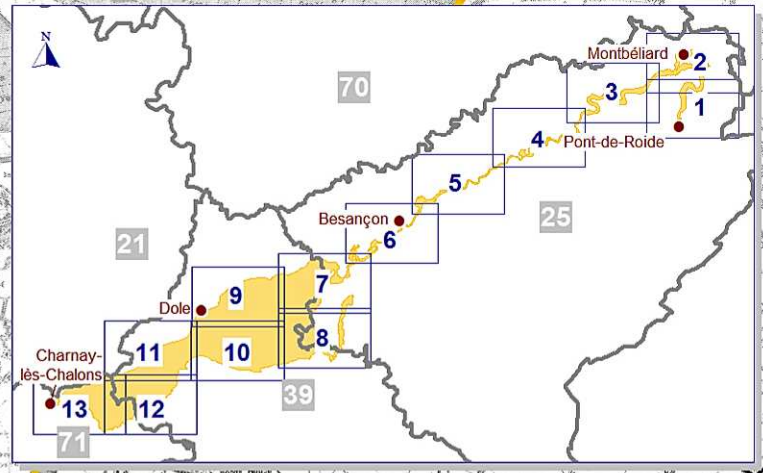 N
Montbéliard
2
70
3
1
4
Pont-de-Roide
5
Besançon
25
6
21
7
9
Dole
11
10
8
Charnay-
lès-Chalons
39
13
12
71